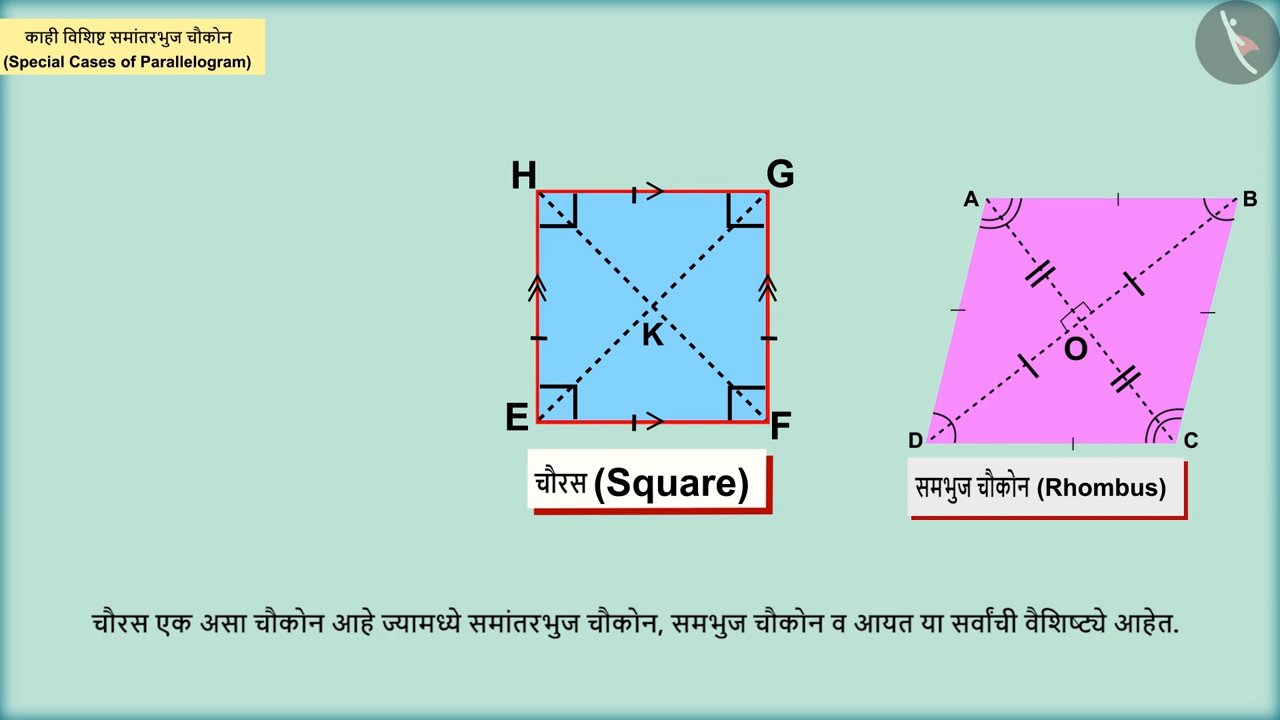 काही विशिष्ट समांतरभुज चौकोन
(Special Cases of Parallelogram)
H
G
K
E
F
चौरस (Square)
A
B
O
D
C
समभुज चौकोन (Rhombus)
चौरस एक असा चौकोन आहे ज्यामध्ये समांतरभुज चौकोन, समभुज चौकोन व आयत या सर्वांची वैशिष्ट्ये आहेत.